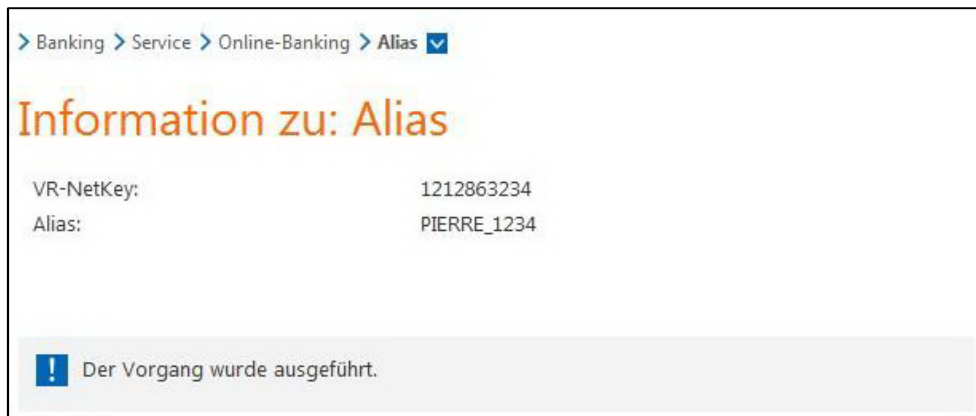 Banking Service Online-Banking Alias
Information zu: Alias
VR-NetKey: 1212863234
Alias: PIERRE_1234
! Der Vorgang wurde ausgeführt.